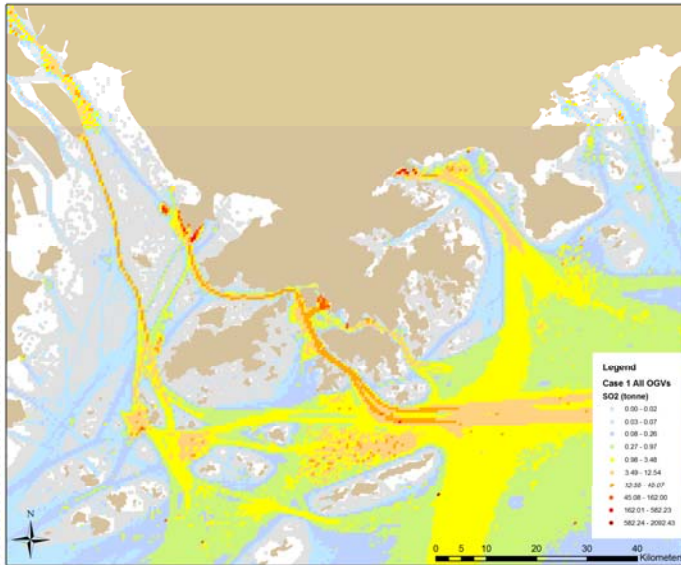 N
Legend
Case 1 All OGVs
SO2 (tonne)
0.00 - 0.02
0.03 - 0.07
0.08 - 0.26
0.27 - 0.97
0.98 - 3.48
3.49 - 12.54
45.08 - 162.00
162.01 - 582.23
582.24 - 2092.43
0 5 10 20 30 40
Kilometers